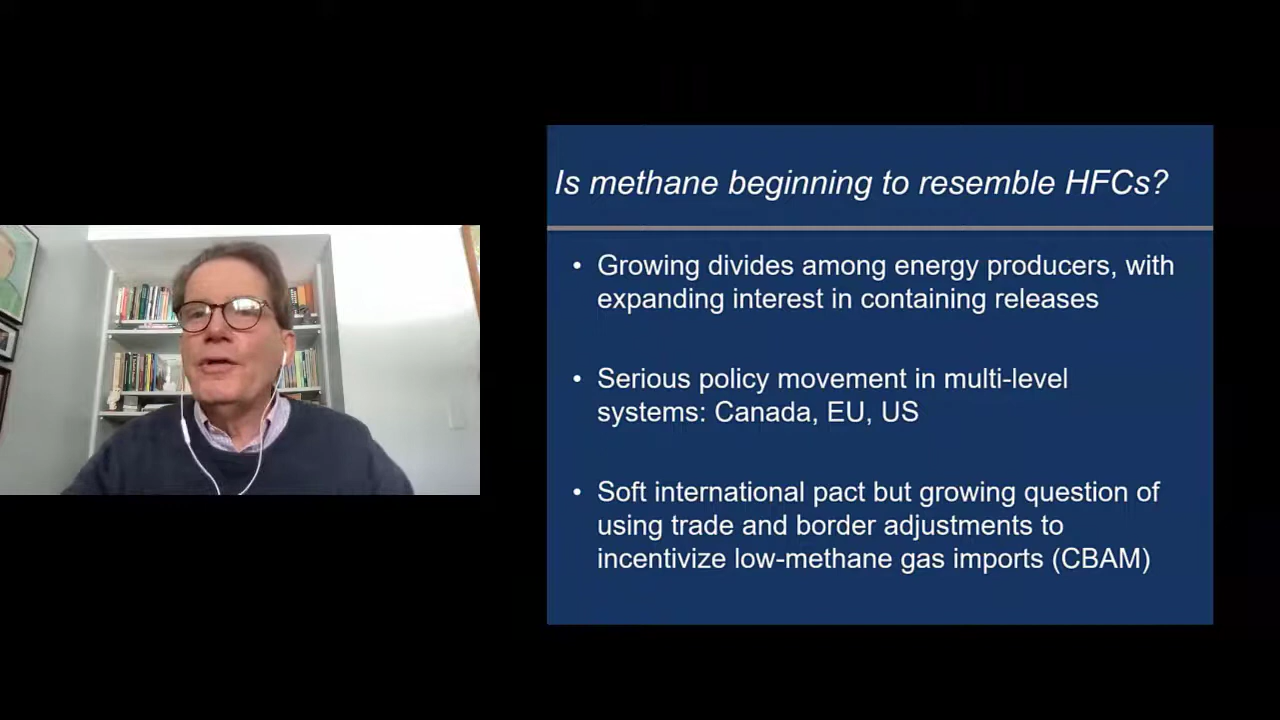 Is methane beginning to resemble HFCs?
• Growing divides among energy producers, with
expanding interest in containing releases
• Serious policy movement in multi-level
systems: Canada, EU, US
• Soft international pact but growing question of
using trade and border adjustments to
incentivize low-methane gas imports (CBAM)